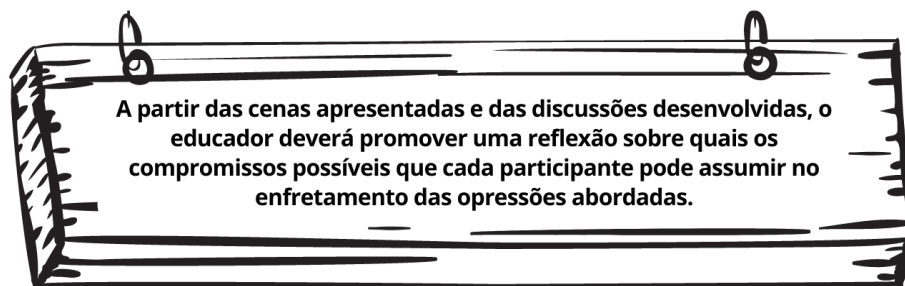 A partir das cenas apresentadas e das discussões desenvolvidas, o
educador deverá promover uma reflexão sobre quais os
compromissos possíveis que cada participante pode assumir no
enfretamento das opressões abordadas.